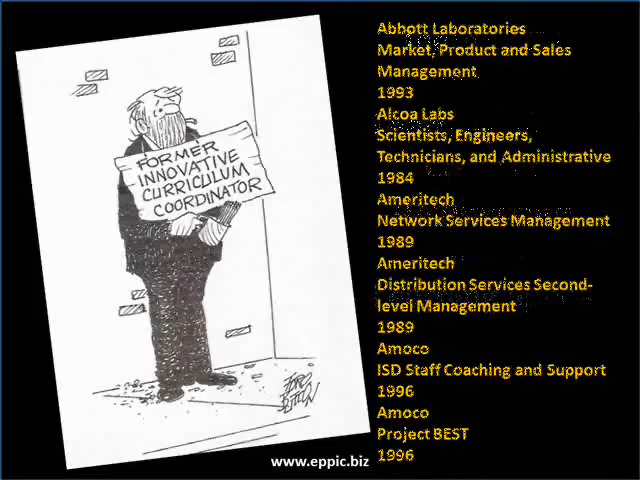 FORMER
INNOVATIVE
CURRICULUM
COORDINATOR
Abbott Laboratories
Market, Product and Sales
Management
1993
Alcoa Labs
Scientists, Engineers,
Technicians, and Administrative
1984
Ameritech
Network Services Management
1989
Ameritech
Distribution Services Second-
level Management
1989
Amoco
ISD Staff Coaching and Support
1996
Amoco
Project BEST
1996
www.eppic.biz